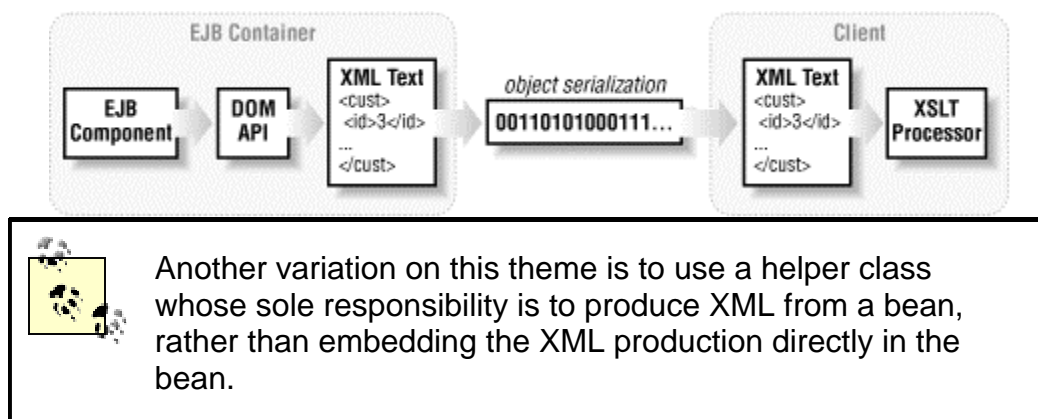 EJB Container
EJB
Component
DOM
API
XML Text
<cust>
<id>3</id>
...
</cust>
object serialization
00110101000111...
Client
XML Text
<cust>
<id>3</id>
...
</cust>
XSLT
Processor
Another variation on this theme is to use a helper class
whose sole responsibility is to produce XML from a bean,
rather than embedding the XML production directly in the
bean.